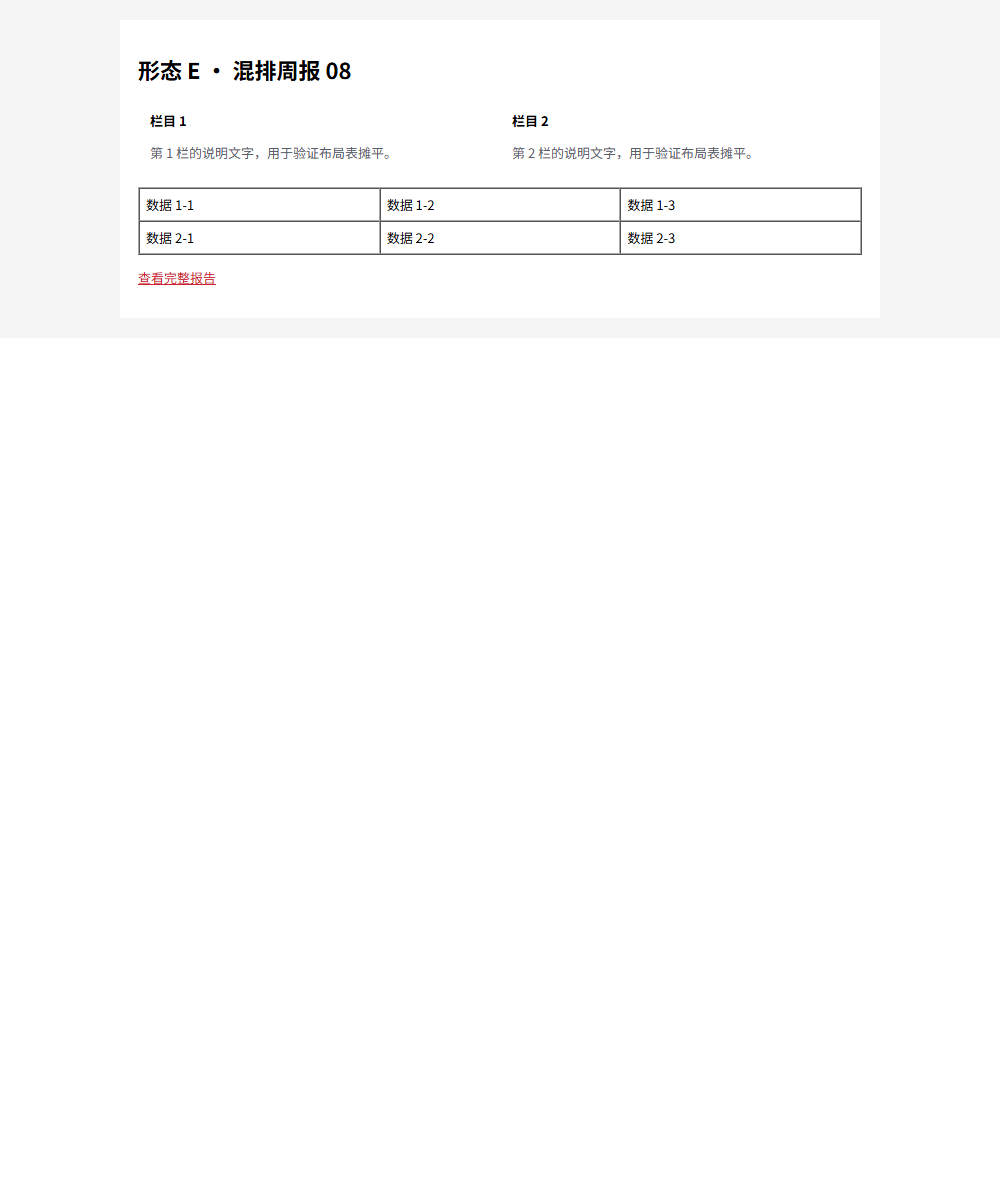 形态 E · 混排周报 08
栏目 1
第 1 栏的说明文字，用于验证布局表摊平。
栏目 2
第 2 栏的说明文字，用于验证布局表摊平。
数据 1-1 数据 1-2 数据 1-3
数据 2-1 数据 2-2 数据 2-3
查看完整报告